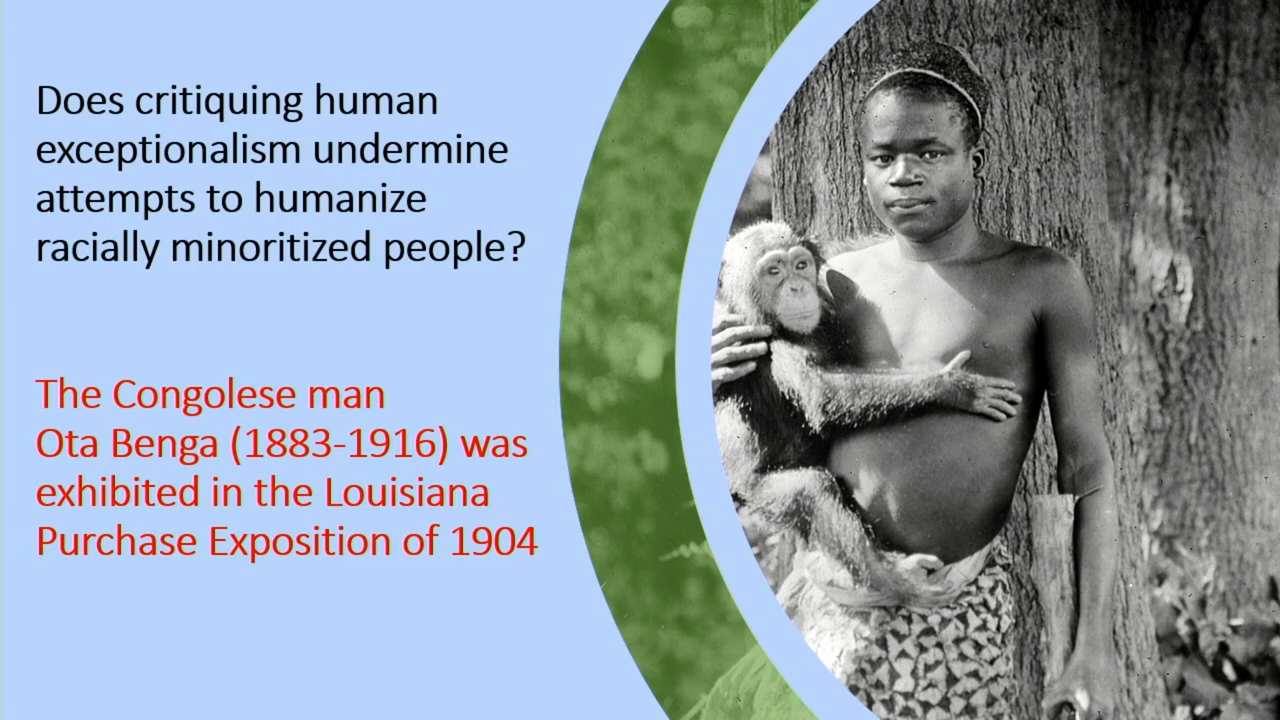 Does critiquing human
exceptionalism undermine
attempts to humanize
racially minoritized people?
The Congolese man
Ota Benga (1883-1916) was
exhibited in the Louisiana
Purchase Exposition of 1904